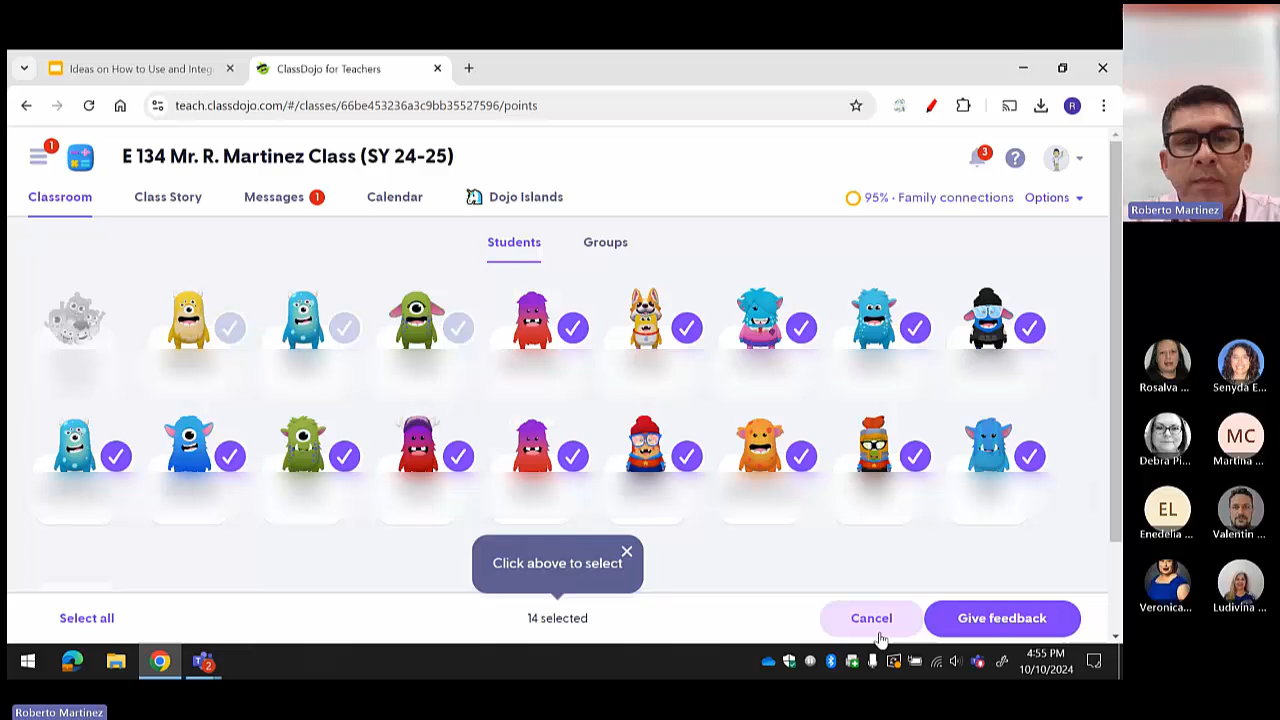 Ideas on How to Use and Integ
ClassDojo for Teachers
teach.classdojo.com/#/classes/66be453236a3c9bb35527596/points
R
1
E 134 Mr. R. Martinez Class (SY 24-25)
3
?
Classroom
Class Story
Messages
1
Calendar
Dojo Islands
95% · Family connections
Options
Students
Groups
Click above to select
Select all
14 selected
Cancel
Give feedback
2
4:55 PM
10/10/2024
Roberto Martinez
Roberto Martinez
Rosalva ...
Senyda E...
Debra Pi...
MC
Martina ...
EL
Enedelia ...
Valentin ...
Veronica...
Ludivina ...